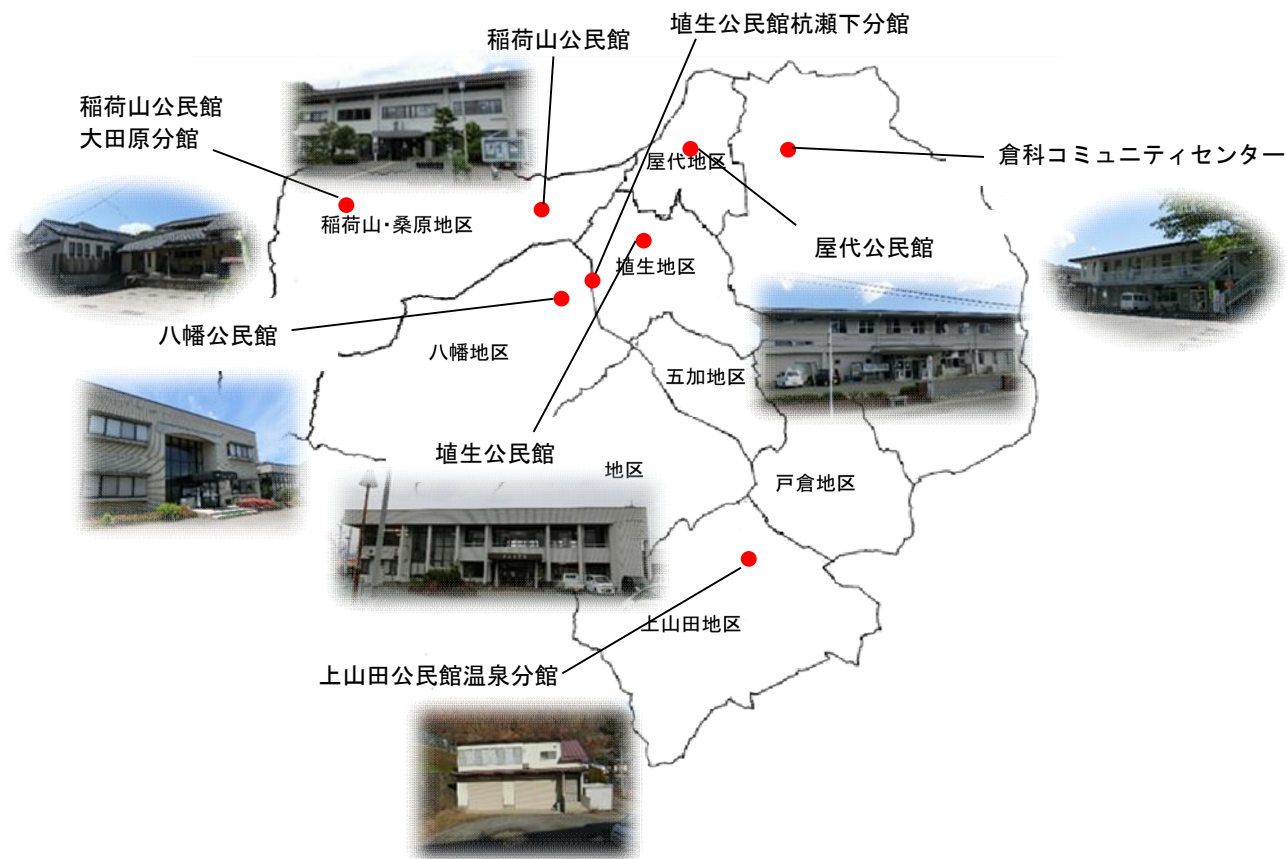 埴生公民館杭瀬下分館
稲荷山公民館
稲荷山公民館
大田原分館
屋代地区
倉科コミュニティセンター
稲荷山・桑原地区
屋代公民館
埴生地区
八幡公民館
八幡地区
五加地区
埴生公民館
地区
戸倉地区
上山田地区
上山田公民館温泉分館